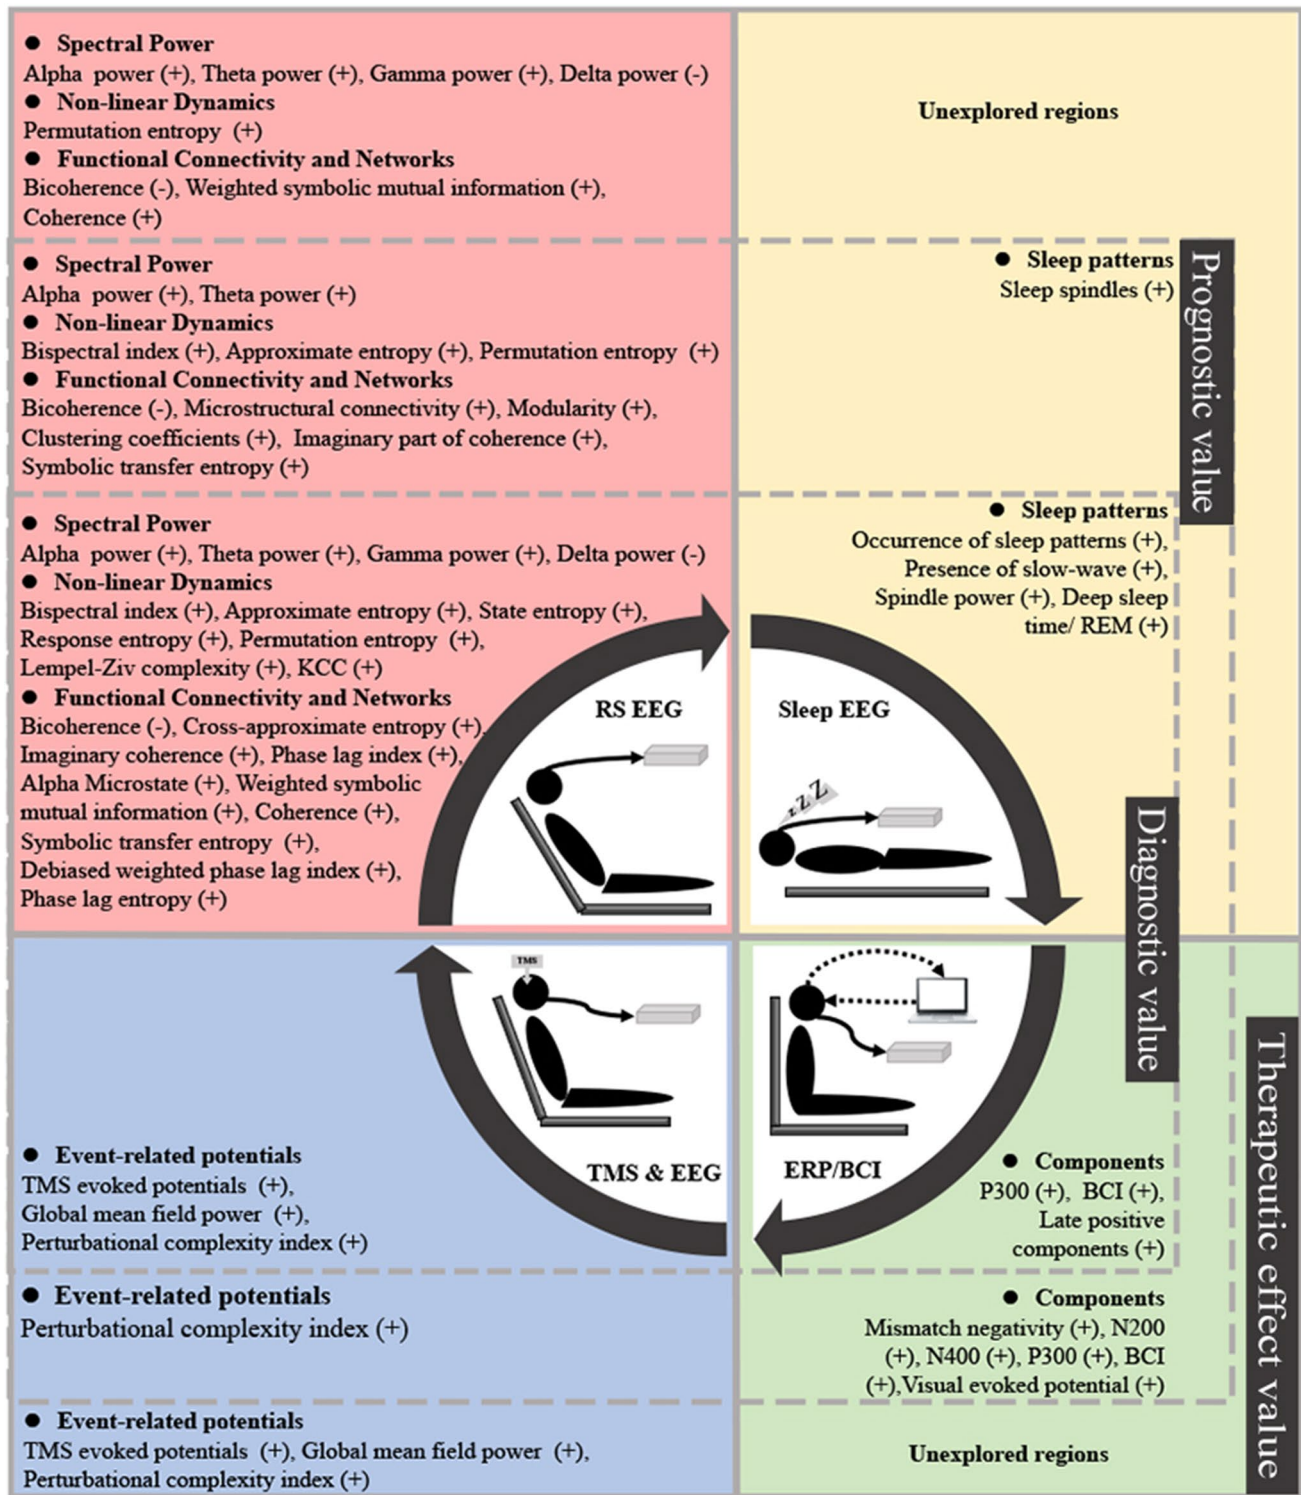 ● Spectral Power
Alpha power (+), Theta power (+), Gamma power (+), Delta power (-)
● Non-linear Dynamics
Permutation entropy (+)
● Functional Connectivity and Networks
Bicoherence (-), Weighted symbolic mutual information (+),
Coherence (+)
Unexplored regions
● Spectral Power
Alpha power (+), Theta power (+)
● Non-linear Dynamics
Bispectral index (+), Approximate entropy (+), Permutation entropy (+)
● Functional Connectivity and Networks
Bicoherence (-), Microstructural connectivity (+), Modularity (+),
Clustering coefficients (+), Imaginary part of coherence (+),
Symbolic transfer entropy (+)
● Sleep patterns
Sleep spindles (+)
Prognostic value
● Spectral Power
Alpha power (+), Theta power (+), Gamma power (+), Delta power (-)
● Non-linear Dynamics
Bispectral index (+), Approximate entropy (+), State entropy (+),
Response entropy (+), Permutation entropy (+),
Lempel-Ziv complexity (+), KCC (+)
● Functional Connectivity and Networks
Bicoherence (-), Cross-approximate entropy (+),
Imaginary coherence (+), Phase lag index (+),
Alpha Microstate (+), Weighted symbolic
mutual information (+), Coherence (+),
Symbolic transfer entropy (+),
Debiased weighted phase lag index (+),
Phase lag entropy (+)
● Sleep patterns
Occurrence of sleep patterns (+),
Presence of slow-wave (+),
Spindle power (+), Deep sleep
time/ REM (+)
RS EEG
Sleep EEG
z z Z
Diagnostic value
TMS
TMS & EEG
ERP/BCI
● Event-related potentials
TMS evoked potentials (+),
Global mean field power (+),
Perturbational complexity index (+)
● Components
P300 (+), BCI (+),
Late positive
components (+)
Therapeutic effect value
● Event-related potentials
Perturbational complexity index (+)
● Components
Mismatch negativity (+), N200
(+), N400 (+), P300 (+), BCI
(+),Visual evoked potential (+)
● Event-related potentials
TMS evoked potentials (+), Global mean field power (+),
Perturbational complexity index (+)
Unexplored regions